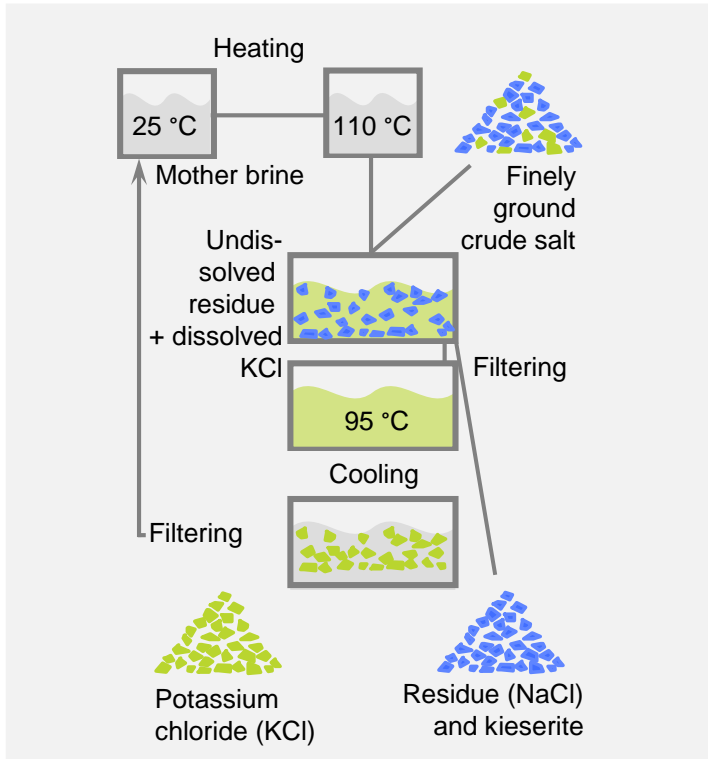 Heating
25 °C
110 °C
Mother brine
Finely
ground
crude salt
Undis-
solved
residue
+ dissolved
KCl
Filtering
95 °C
Cooling
Filtering
Potassium
chloride (KCl)
Residue (NaCl)
and kieserite